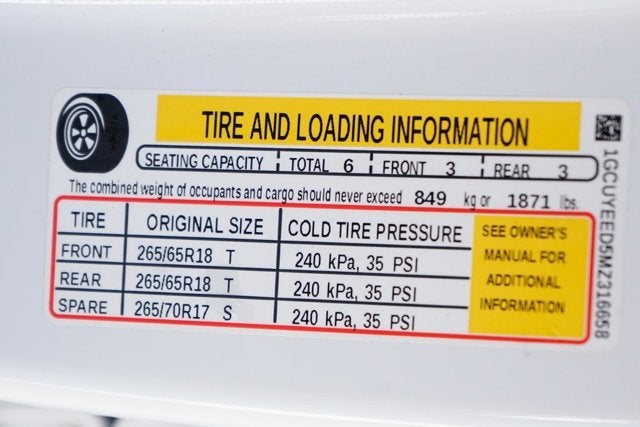 TIRE AND LOADING INFORMATION
SEATING CAPACITY TOTAL 6 FRONT 3 REAR 3
The combined weight of occupants and cargo should never exceed 849 kg or 1871 lbs.
TIRE ORIGINAL SIZE COLD TIRE PRESSURE
FRONT 265/65R18 T 240 kPa, 35 PSI
REAR 265/65R18 T 240 kPa, 35 PSI
SPARE 265/70R17 S 240 kPa, 35 PSI
SEE OWNER'S
MANUAL FOR
ADDITIONAL
INFORMATION
1GCUYEED5MZ316658